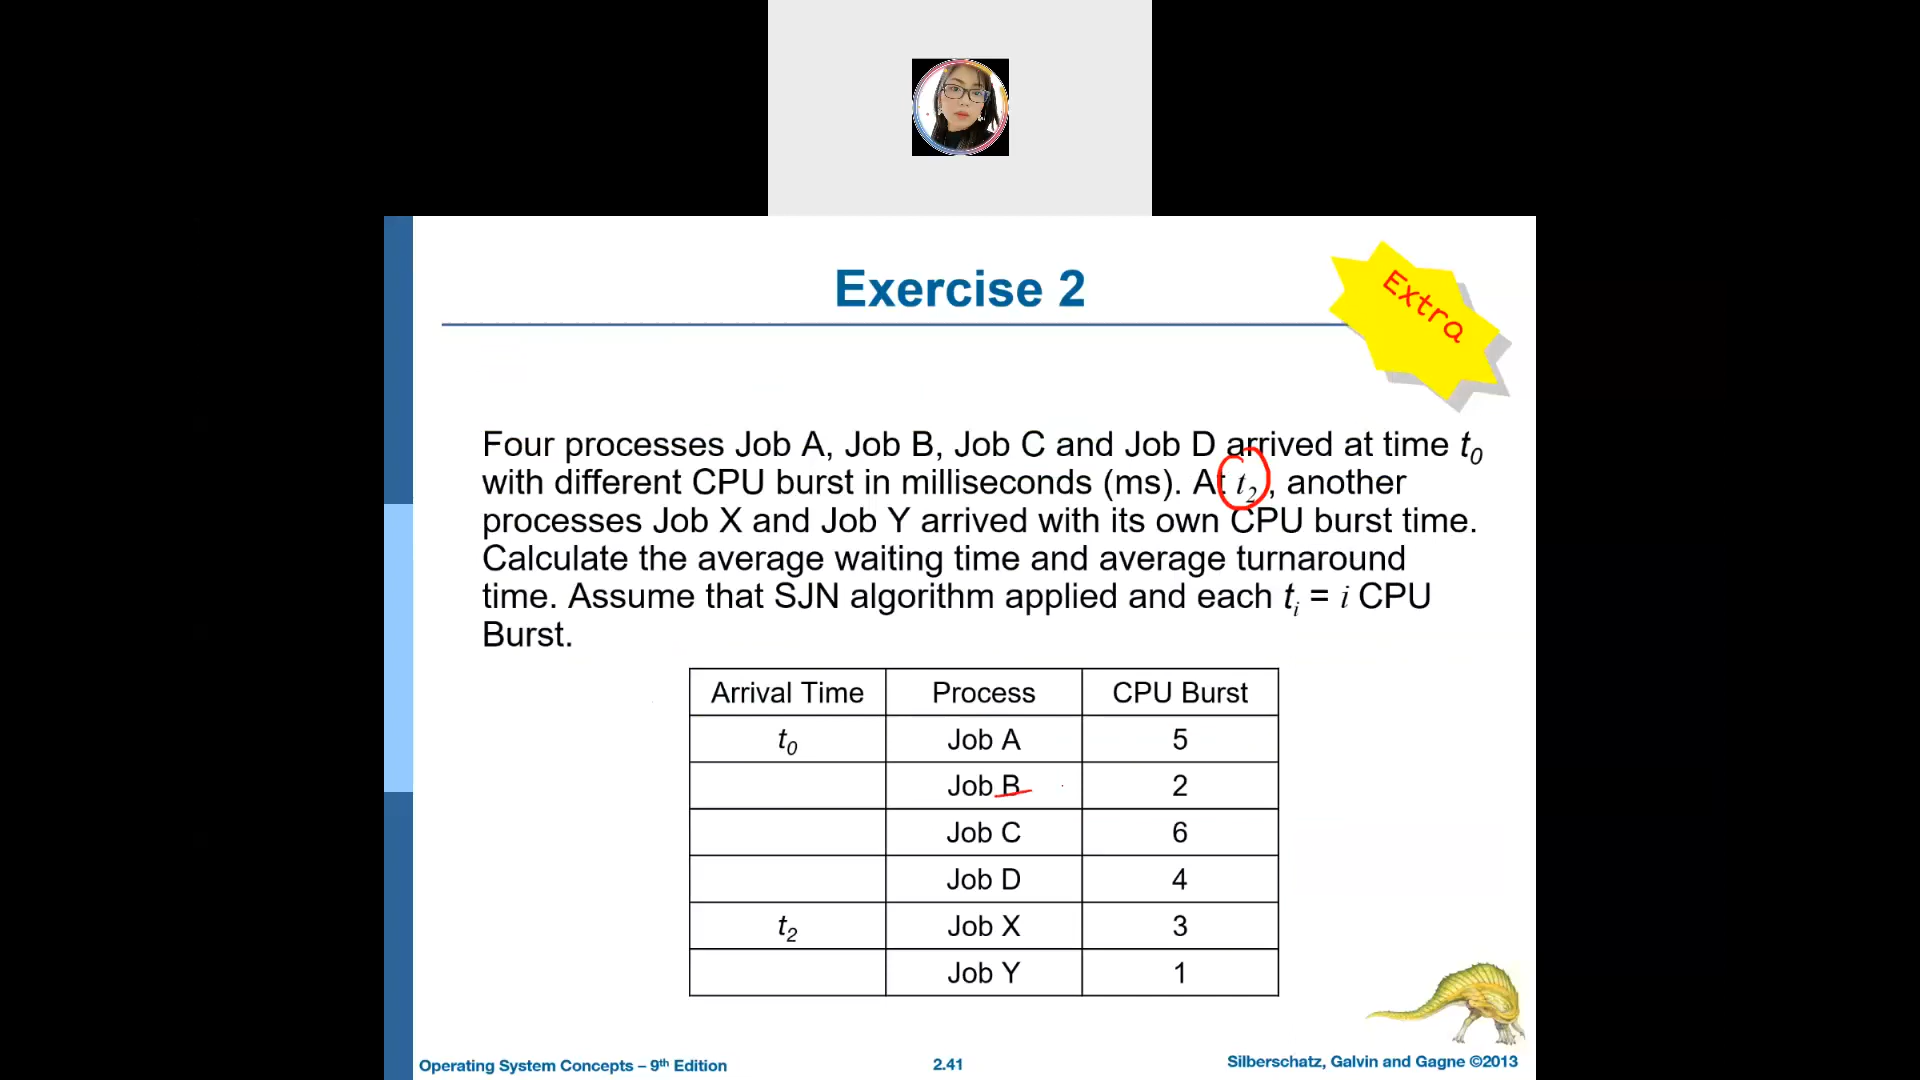 Exercise 2
Extra
Four processes Job A, Job B, Job C and Job D arrived at time t0
with different CPU burst in milliseconds (ms). At t2 , another
processes Job X and Job Y arrived with its own CPU burst time.
Calculate the average waiting time and average turnaround
time. Assume that SJN algorithm applied and each ti = i CPU
Burst.
Arrival Time Process CPU Burst
t0 Job A 5
Job B 2
Job C 6
Job D 4
t2 Job X 3
Job Y 1
Operating System Concepts – 9th Edition 2.41 Silberschatz, Galvin and Gagne ©2013